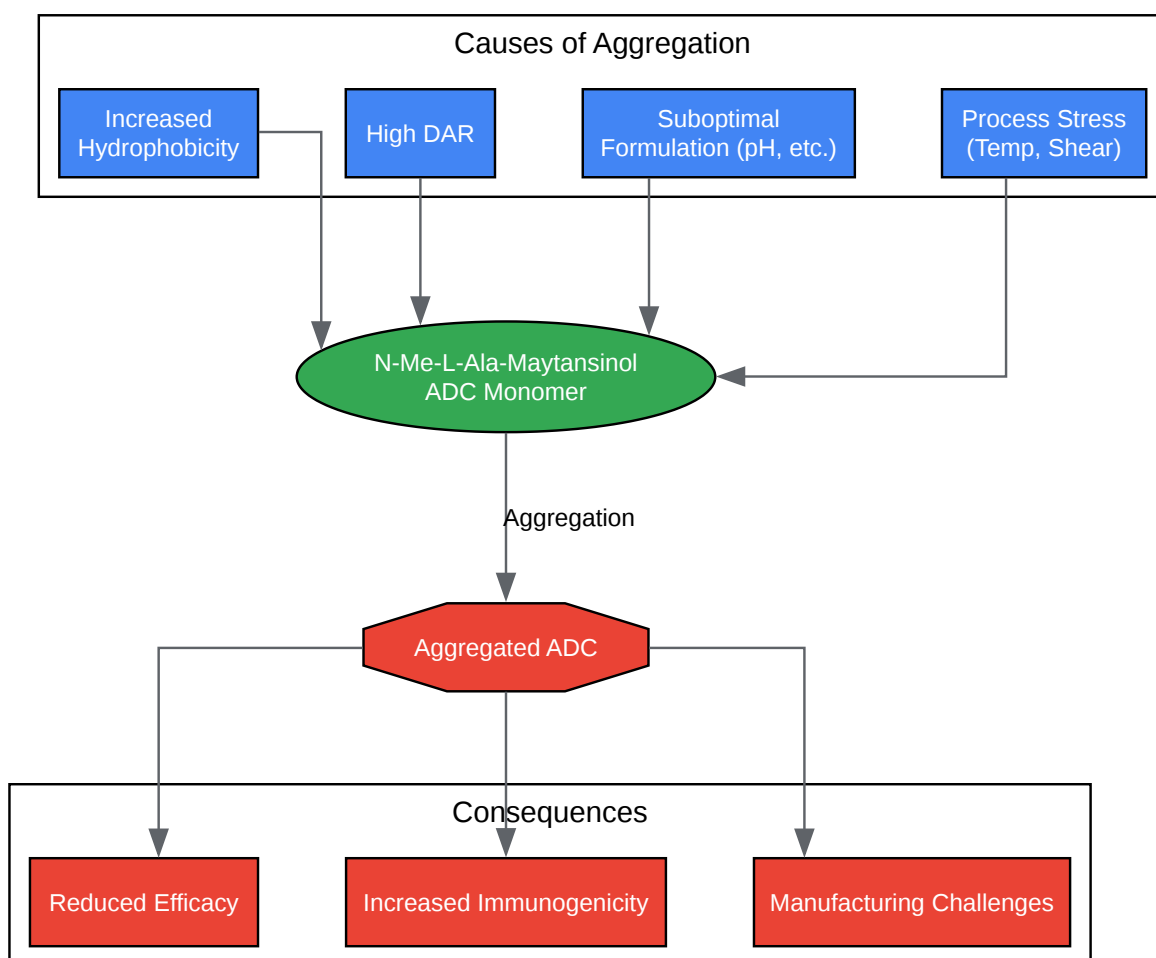 Causes of Aggregation
Increased
Hydrophobicity
High DAR
Suboptimal
Formulation (pH, etc.)
Process Stress
(Temp, Shear)
N-Me-L-Ala-Maytansinol
ADC Monomer
Aggregation
Aggregated ADC
Consequences
Reduced Efficacy
Increased Immunogenicity
Manufacturing Challenges